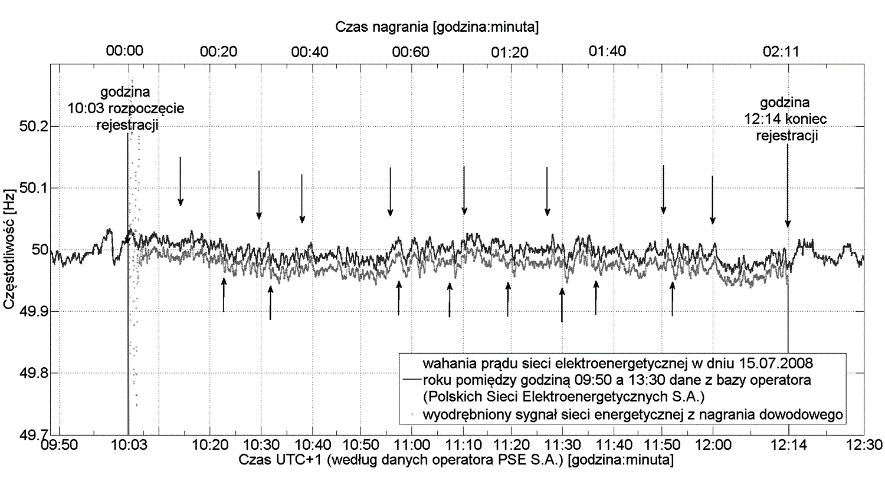 Czas nagrania [godzina:minuta]
00:00 00:20 00:40 00:60 01:20 01:40 02:11
godzina
10:03 rozpoczęcie
rejestracji
godzina
12:14 koniec
rejestracji
50.2
50.1
50
49.9
49.8
49.7
Częstotliwość [Hz]
wahania prądu sieci elektroenergetycznej w dniu 15.07.2008
roku pomiędzy godziną 09:50 a 13:30 dane z bazy operatora
(Polskich Sieci Elektroenergetycznych S.A.)
wyodrębniony sygnał sieci energetycznej z nagrania dowodowego
09:50 10:03 10:20 10:30 10:40 10:50 11:00 11:10 11:20 11:30 11:40 11:50 12:00 12:14 12:30
Czas UTC+1 (według danych operatora PSE S.A.) [godzina:minuta]